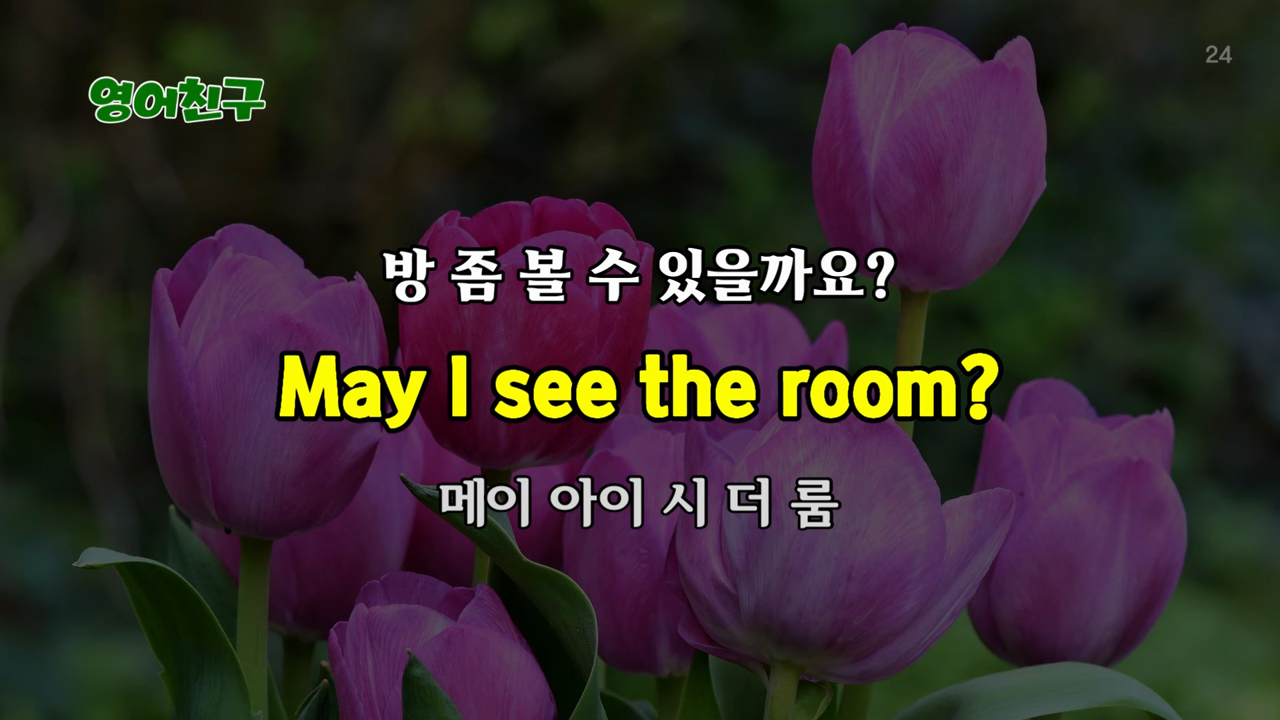 24
영어친구
방 좀 볼 수 있을까요?
May I see the room?
메이 아이 시 더 룸